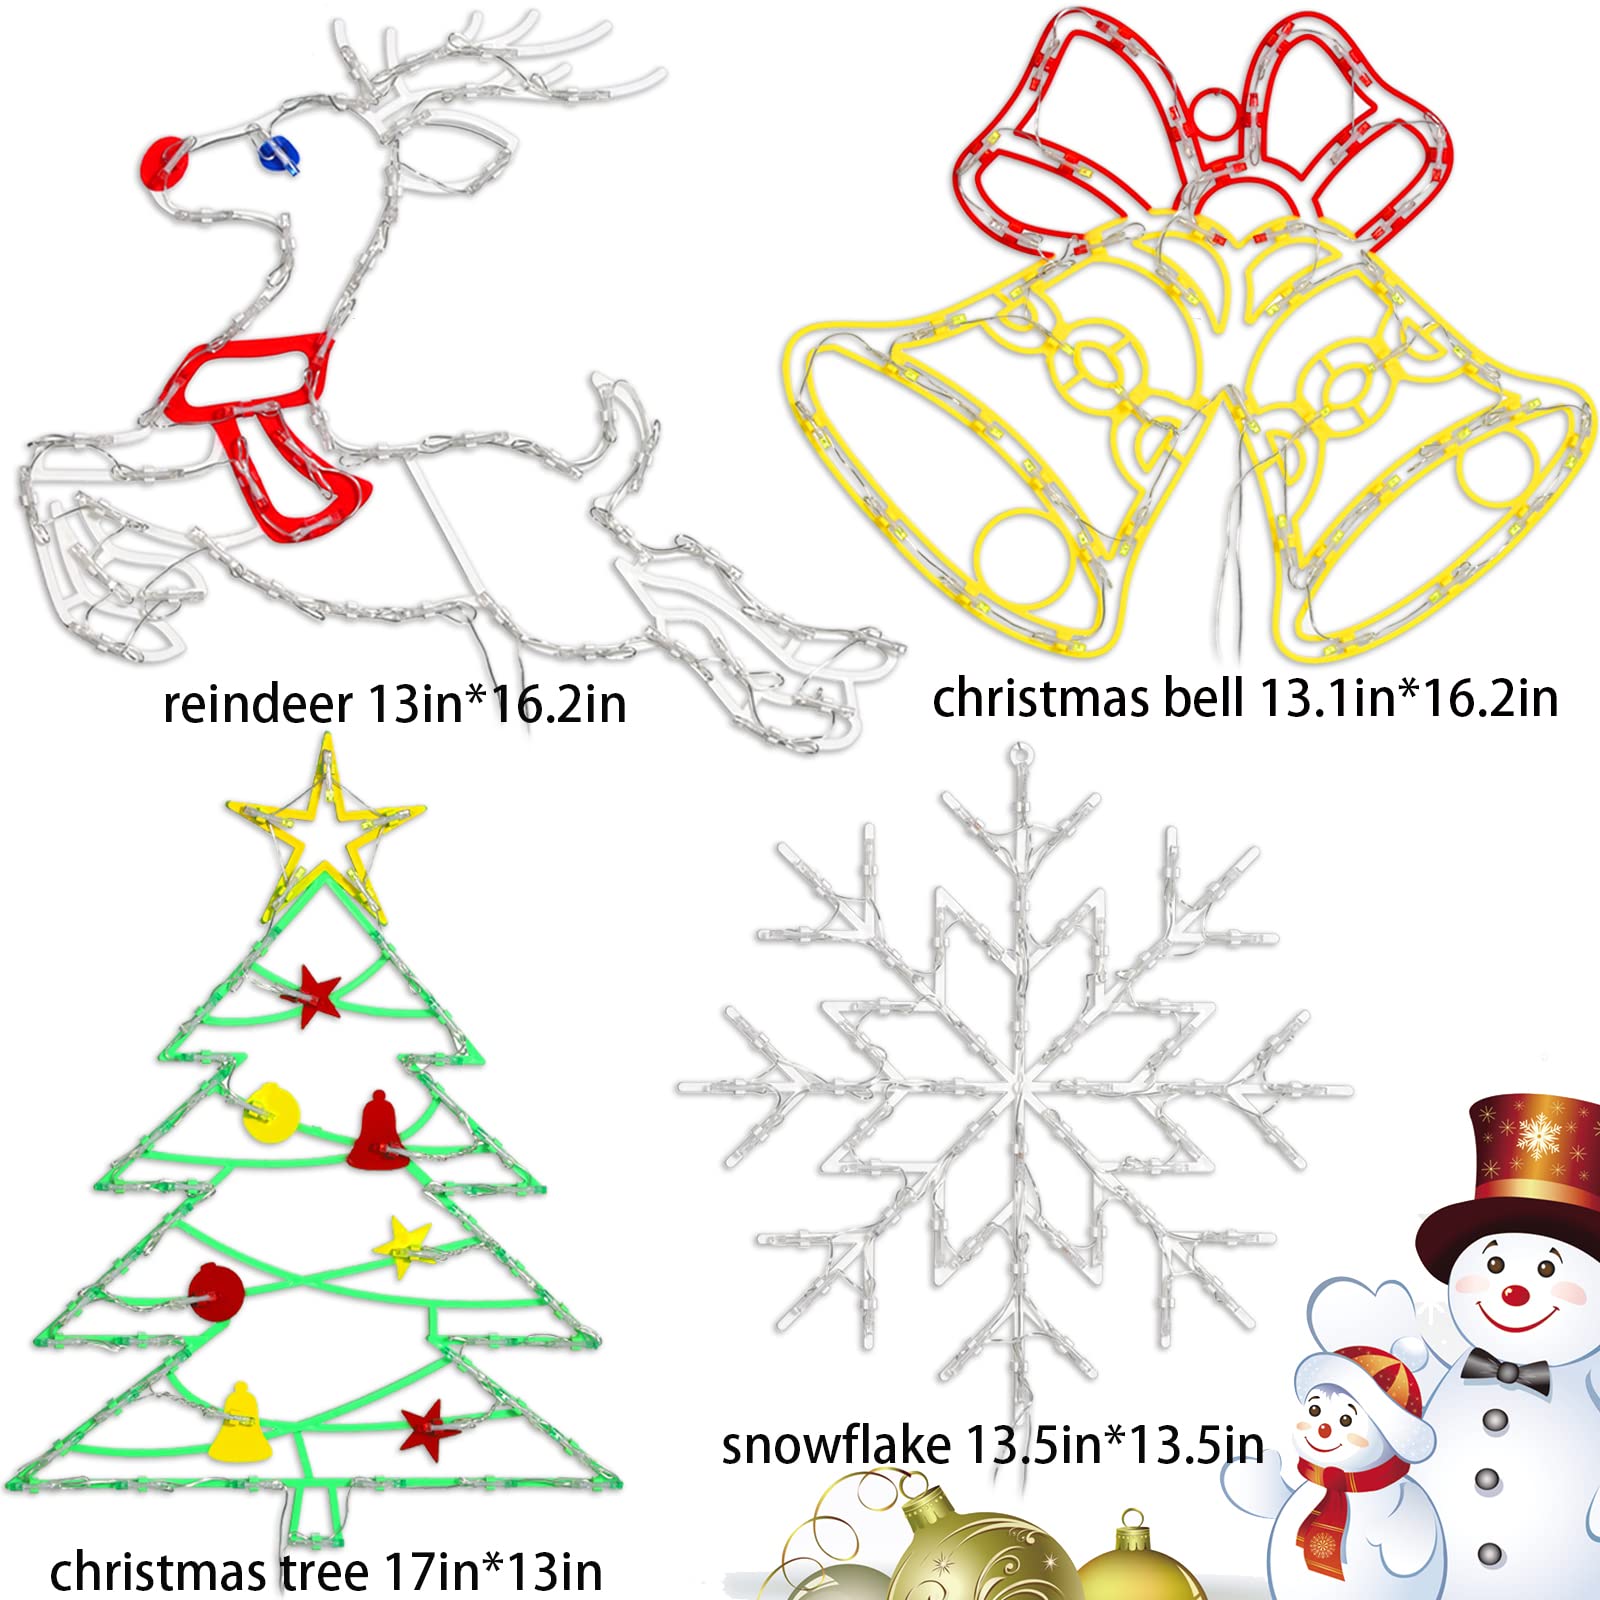 reindeer 13in*16.2in
christmas bell 13.1in*16.2in
snowflake 13.5in*13.5in
christmas tree 17in*13in